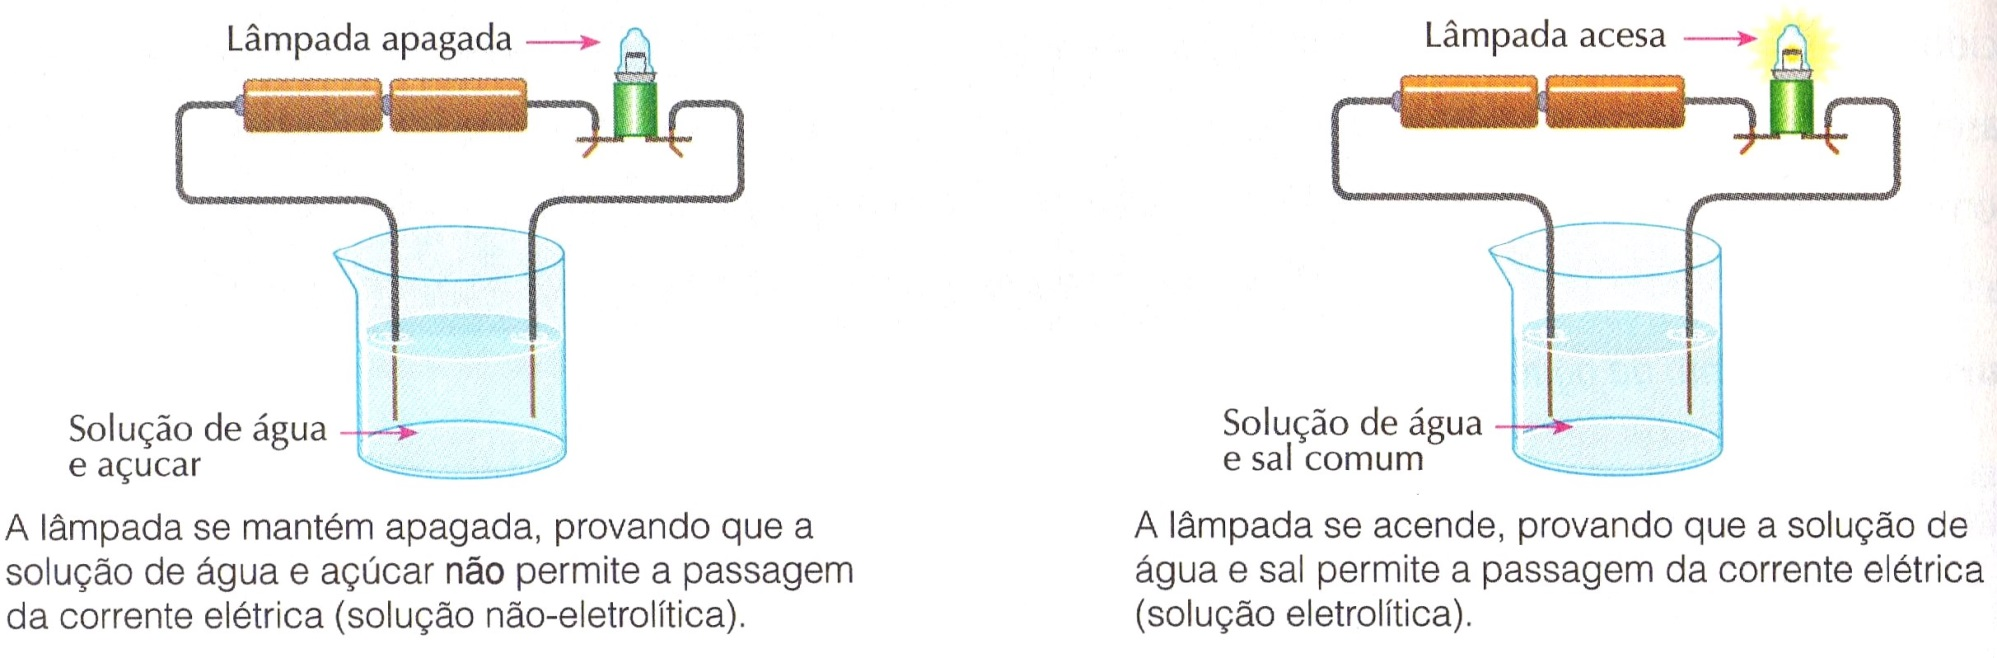 Lâmpada apagada
Solução de água
e açucar
A lâmpada se mantém apagada, provando que a
solução de água e açúcar não permite a passagem
da corrente elétrica (solução não-eletrolítica).
Lâmpada acesa
Solução de água
e sal comum
A lâmpada se acende, provando que a solução de
água e sal permite a passagem da corrente elétrica
(solução eletrolítica).